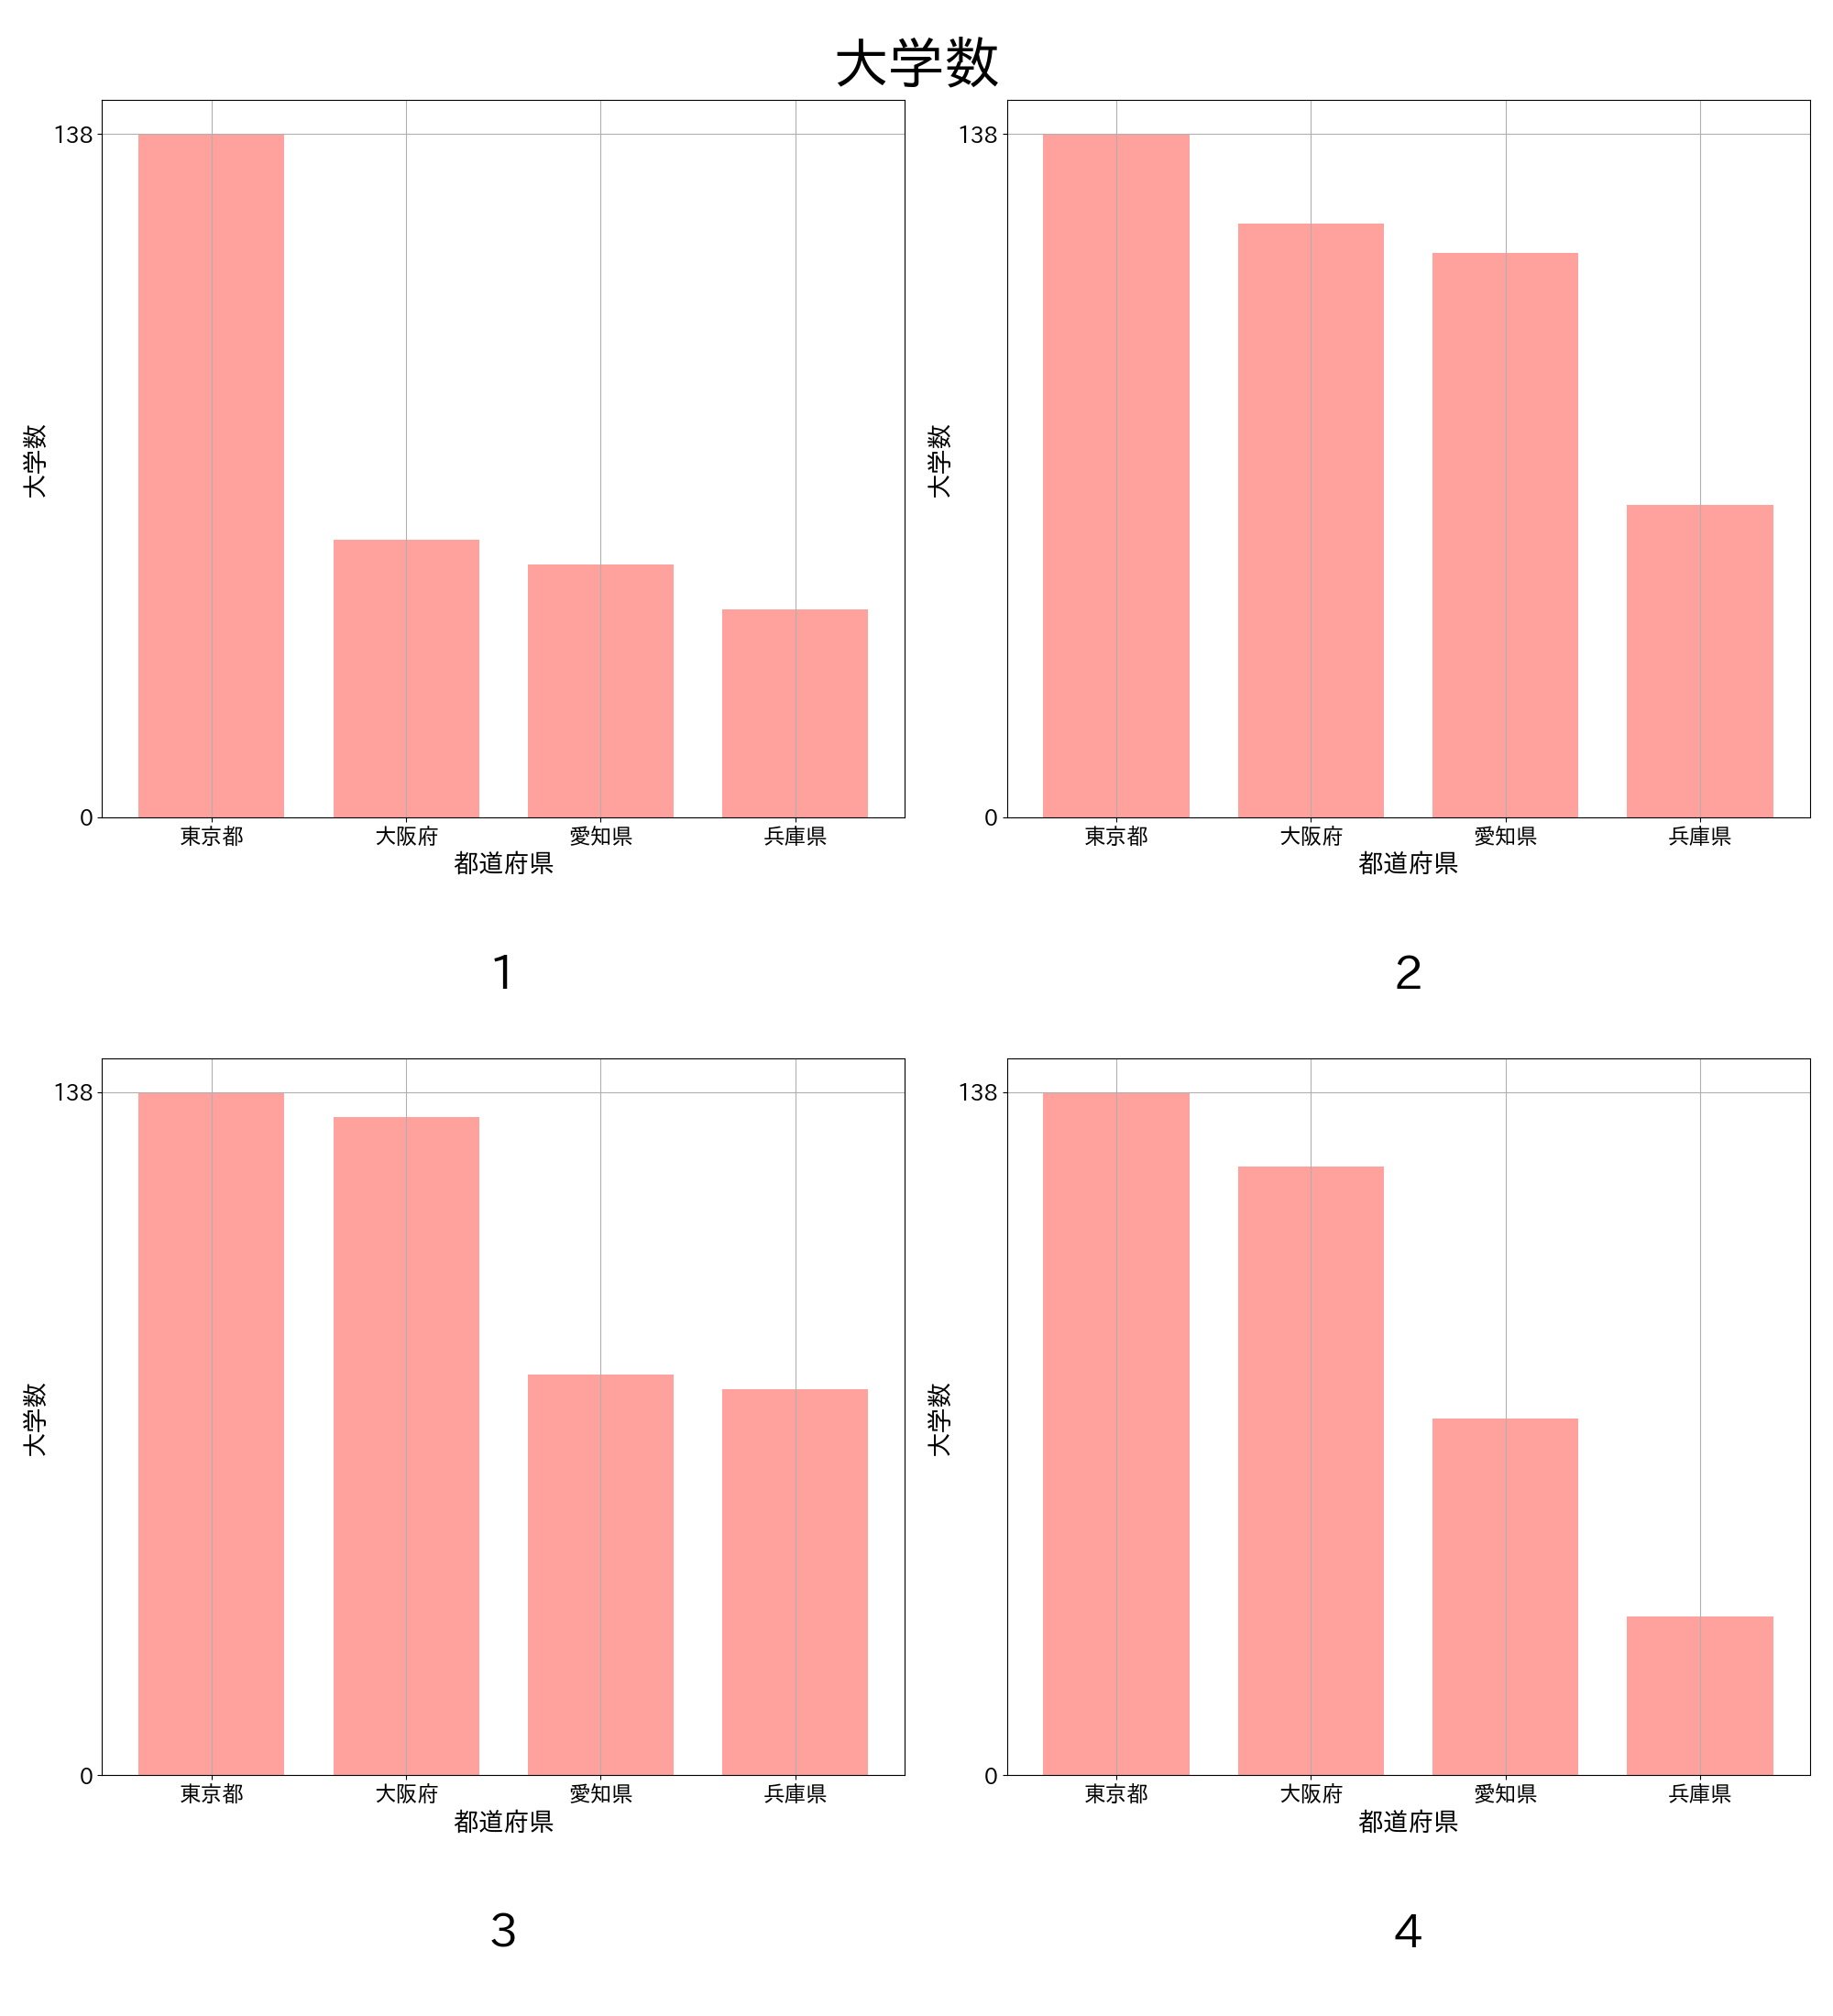 大学数
138
大学数
0
東京都 大阪府 愛知県 兵庫県
都道府県
1
138
大学数
0
東京都 大阪府 愛知県 兵庫県
都道府県
2
138
大学数
0
東京都 大阪府 愛知県 兵庫県
都道府県
3
138
大学数
0
東京都 大阪府 愛知県 兵庫県
都道府県
4